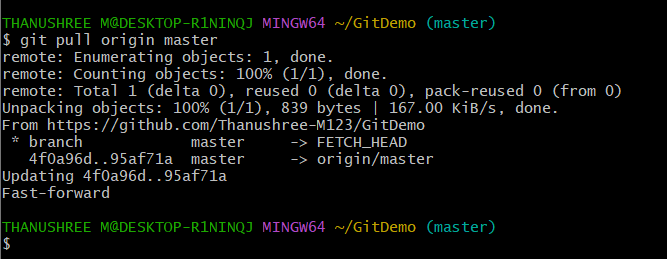 THANUSHREE M@DESKTOP-R1NINQJ MINGW64 ~/GitDemo (master)
$ git pull origin master
remote: Enumerating objects: 1, done.
remote: Counting objects: 100% (1/1), done.
remote: Total 1 (delta 0), reused 0 (delta 0), pack-reused 0 (from 0)
Unpacking objects: 100% (1/1), 839 bytes | 167.00 KiB/s, done.
From https://github.com/Thanushree-M123/GitDemo
 * branch            master     -> FETCH_HEAD
   4f0a96d..95af71a  master     -> origin/master
Updating 4f0a96d..95af71a
Fast-forward
THANUSHREE M@DESKTOP-R1NINQJ MINGW64 ~/GitDemo (master)
$